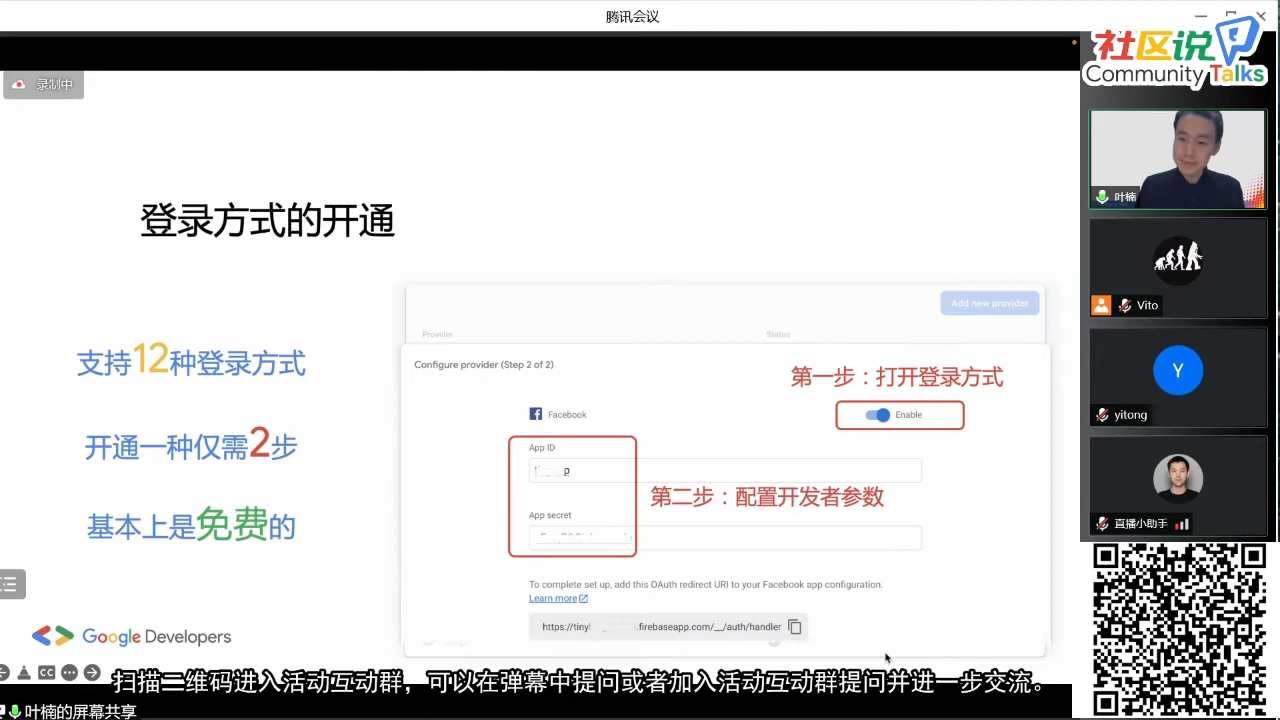 腾讯会议
社区说
Community Talks
录制中
登录方式的开通
支持12种登录方式
开通一种仅需2步
基本上是免费的
Add new provider
Provider
Status
Configure provider (Step 2 of 2)
第一步：打开登录方式
Facebook
Enable
App ID
p
第二步：配置开发者参数
App secret
To complete set up, add this OAuth redirect URI to your Facebook app configuration.
Learn more
https://tinyl .firebaseapp.com/__/auth/handler
Google Developers
CC
扫描二维码进入活动互动群，可以在弹幕中提问或者加入活动互动群提问并进一步交流。
叶楠的屏幕共享
叶楠
Vito
Y
yitong
直播小助手